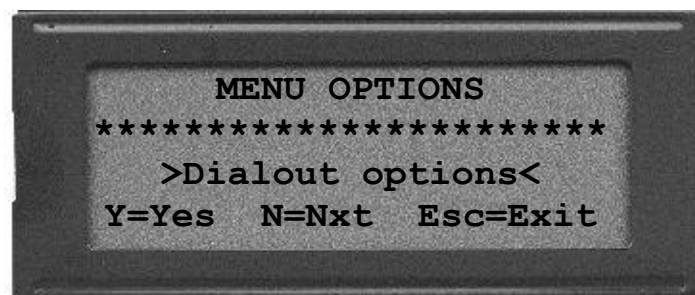 MENU OPTIONS
***********************
>Dialout options<
Y=Yes N=Nxt Esc=Exit